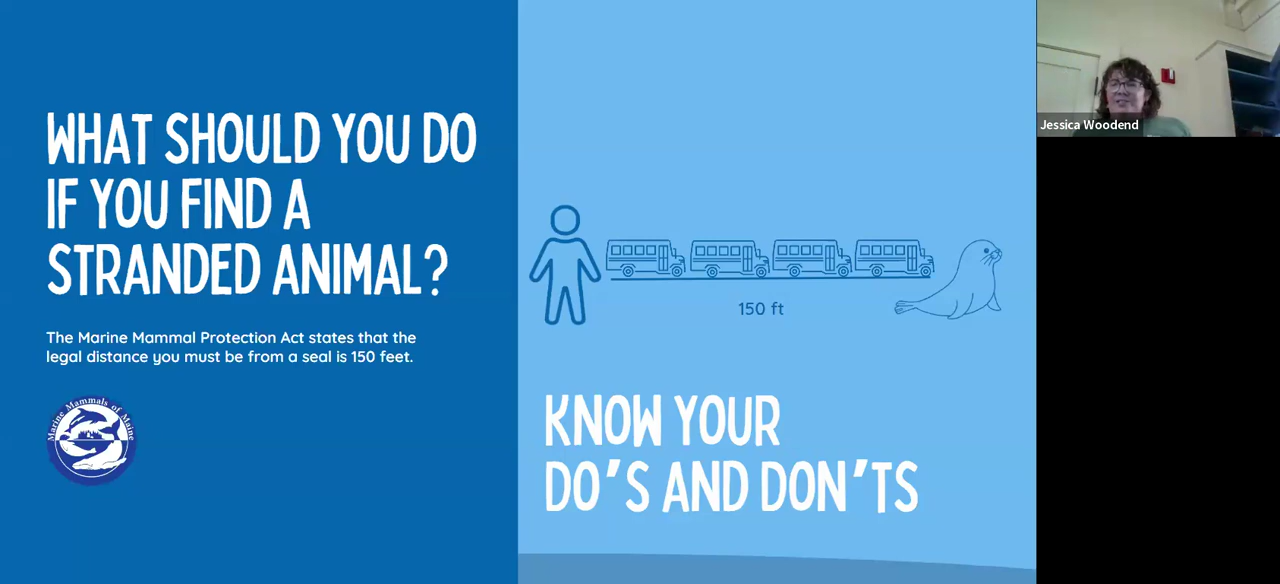 WHAT SHOULD YOU DO
IF YOU FIND A
STRANDED ANIMAL?
The Marine Mammal Protection Act states that the
legal distance you must be from a seal is 150 feet.
Marine Mammals of Maine
150 ft
KNOW YOUR
DO'S AND DON'TS
Jessica Woodend